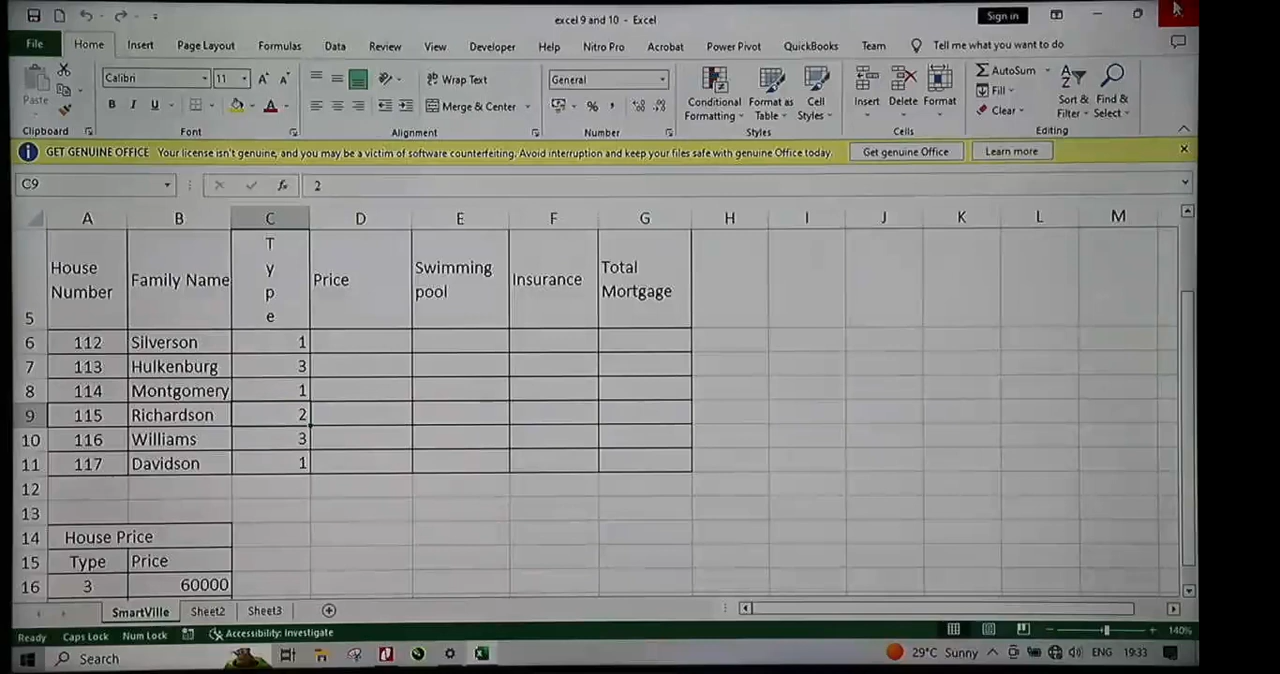 excel 9 and 10 - Excel
Sign in
File Home Insert Page Layout Formulas Data Review View Developer Help Nitro Pro Acrobat Power Pivot QuickBooks Team Tell me what you want to do
Paste
Calibri 11
B I U
Wrap Text
Merge & Center
General
%
Conditional Formatting
Format as Table
Cell Styles
Insert Delete Format
AutoSum
Fill
Clear
Sort & Filter
Find & Select
Clipboard Font Alignment Number Styles Cells Editing
GET GENUINE OFFICE Your license isn't genuine, and you may be a victim of software counterfeiting. Avoid interruption and keep your files safe with genuine Office today. Get genuine Office Learn more
C9 fx 2
A B C D E F G H I J K L M
5 House Number Family Name Type Price Swimming pool Insurance Total Mortgage
6 112 Silverson 1
7 113 Hulkenburg 3
8 114 Montgomery 1
9 115 Richardson 2
10 116 Williams 3
11 117 Davidson 1
12
13
14 House Price
15 Type Price
16 3 60000
SmartVille Sheet2 Sheet3
Ready Caps Lock Num Lock Accessibility: Investigate 140%
Search 29°C Sunny ENG 19:33